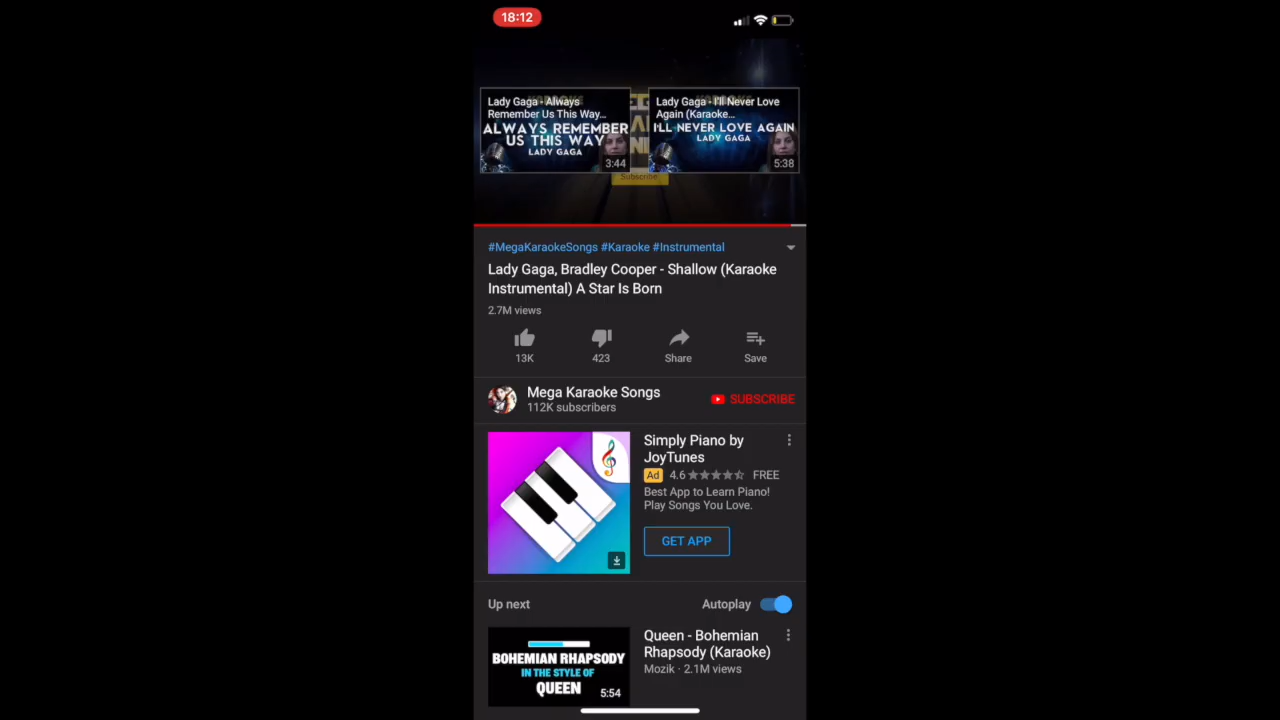 18:12
Lady Gaga - Always
Remember Us This Way...
ALWAYS REMEMBER
US THIS WAY
LADY GAGA
3:44
Lady Gaga - I'll Never Love
Again (Karaoke...
I'LL NEVER LOVE AGAIN
LADY GAGA
5:38
Subscribe
#MegaKaraokeSongs #Karaoke #Instrumental
Lady Gaga, Bradley Cooper - Shallow (Karaoke
Instrumental) A Star Is Born
2.7M views
13K
423
Share
Save
Mega Karaoke Songs
112K subscribers
SUBSCRIBE
Simply Piano by
JoyTunes
Ad 4.6 FREE
Best App to Learn Piano!
Play Songs You Love.
GET APP
Up next
Autoplay
BOHEMIAN RHAPSODY
IN THE STYLE OF
QUEEN
5:54
Queen - Bohemian
Rhapsody (Karaoke)
Mozik · 2.1M views